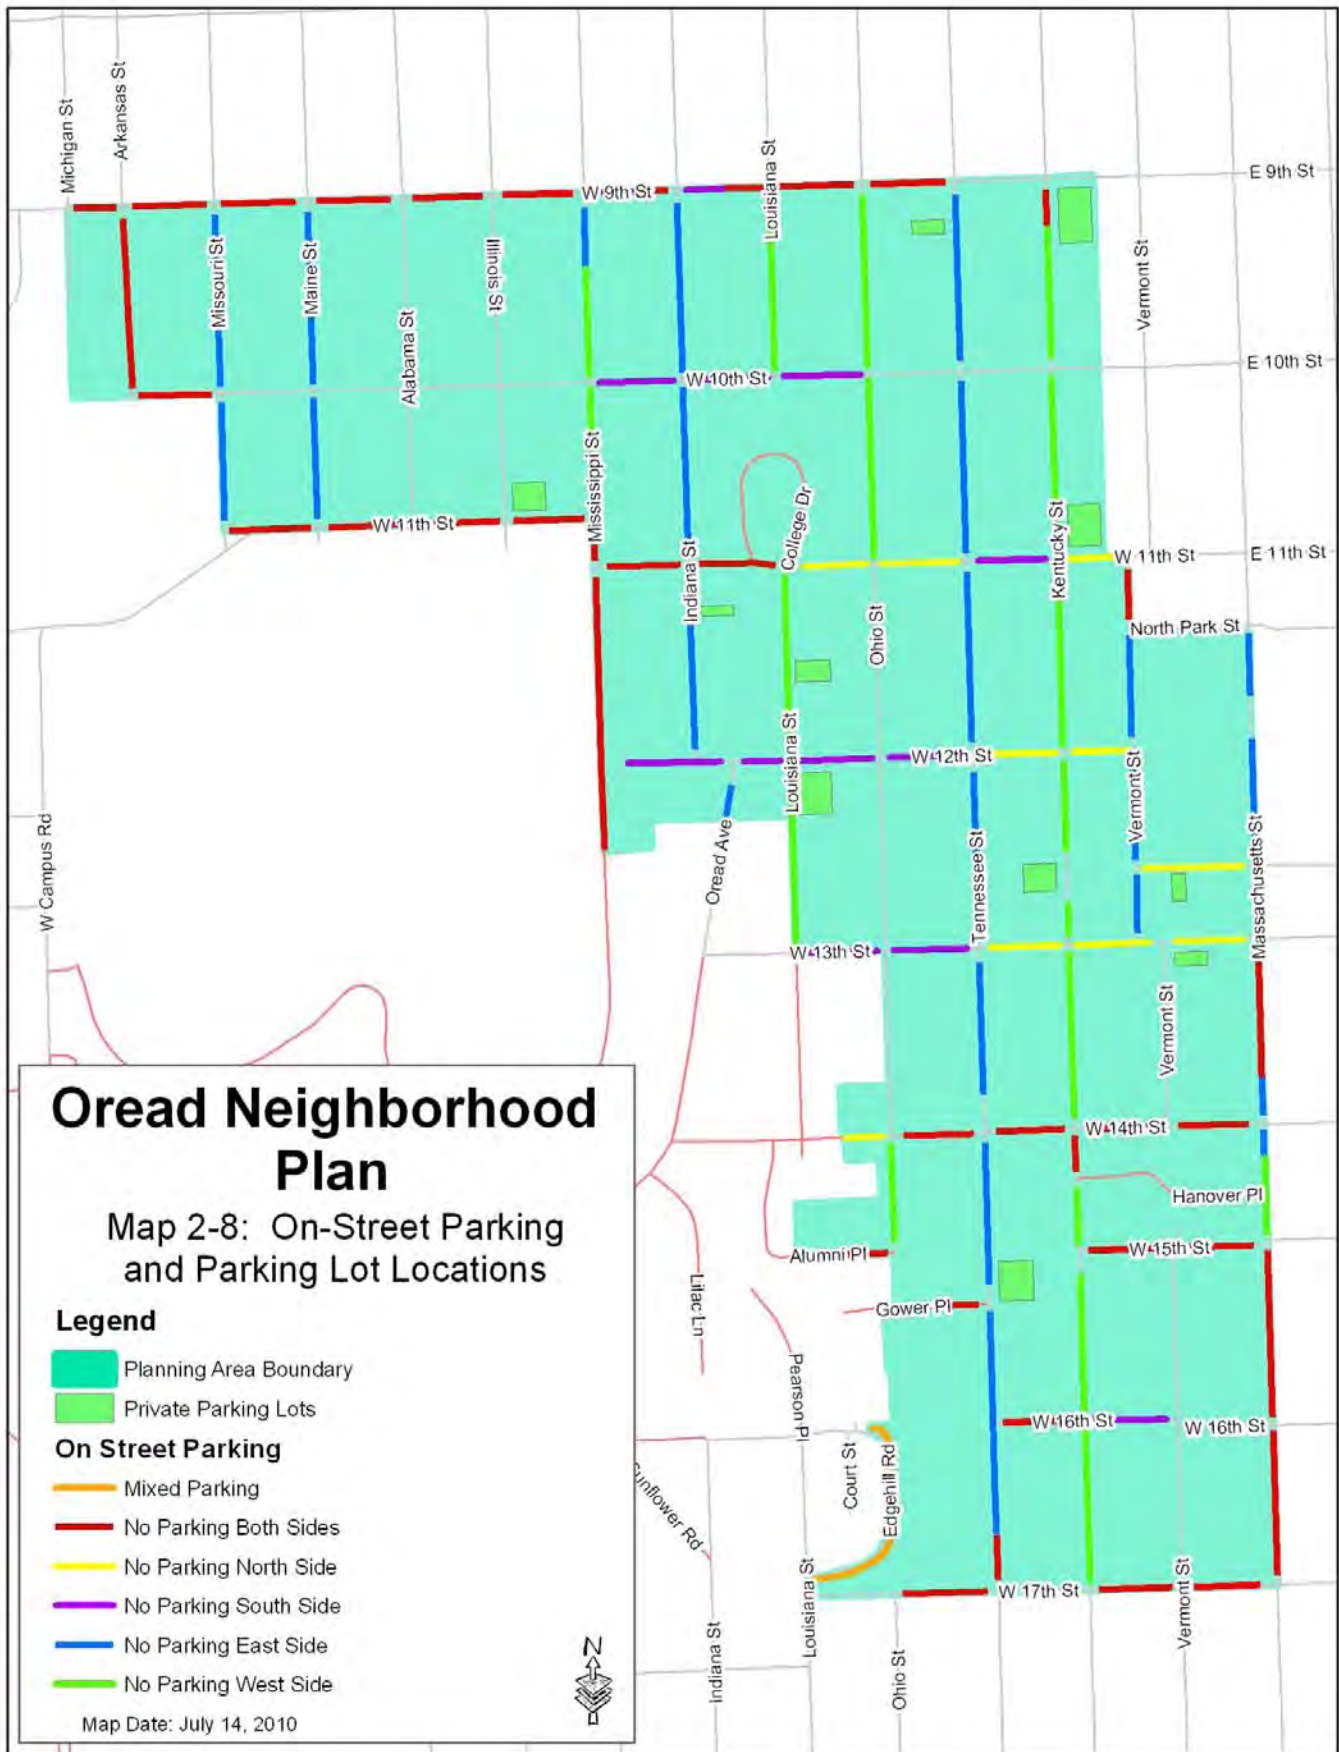 Michigan St
Arkansas St
Missouri St
Maine St
Alabama St
Illinois St
W 9th St
Louisiana St
E 9th St
Vermont St
W 10th St
E 10th St
Mississippi St
W 11th St
Indiana St
College Dr
Kentucky St
W 11th St
E 11th St
North Park St
Ohio St
W 12th St
Louisiana St
Vermont St
Oread Ave
Tennessee St
Massachusetts St
W Campus Rd
W 13th St
Vermont St
W 14th St
Hanover Pl
Alumni Pl
W 15th St
Lilac Ln
Gower Pl
Pearson Pl
W 16th St
W 16th St
Court St
Edgehill Rd
Sunflower Rd
Louisiana St
W 17th St
Vermont St
Indiana St
Ohio St
Oread Neighborhood
Plan
Map 2-8: On-Street Parking
and Parking Lot Locations
Legend
Planning Area Boundary
Private Parking Lots
On Street Parking
Mixed Parking
No Parking Both Sides
No Parking North Side
No Parking South Side
No Parking East Side
No Parking West Side
Map Date: July 14, 2010
N